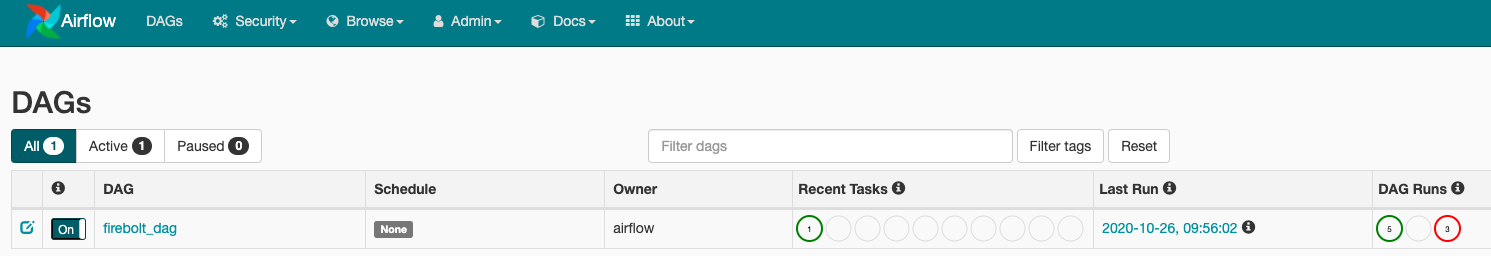 Airflow DAGs Security Browse Admin Docs About
DAGs
All 1 Active 1 Paused 0 Filter dags Filter tags Reset
DAG Schedule Owner Recent Tasks Last Run DAG Runs
On firebolt_dag None airflow 1 2020-10-26, 09:56:02 5 3